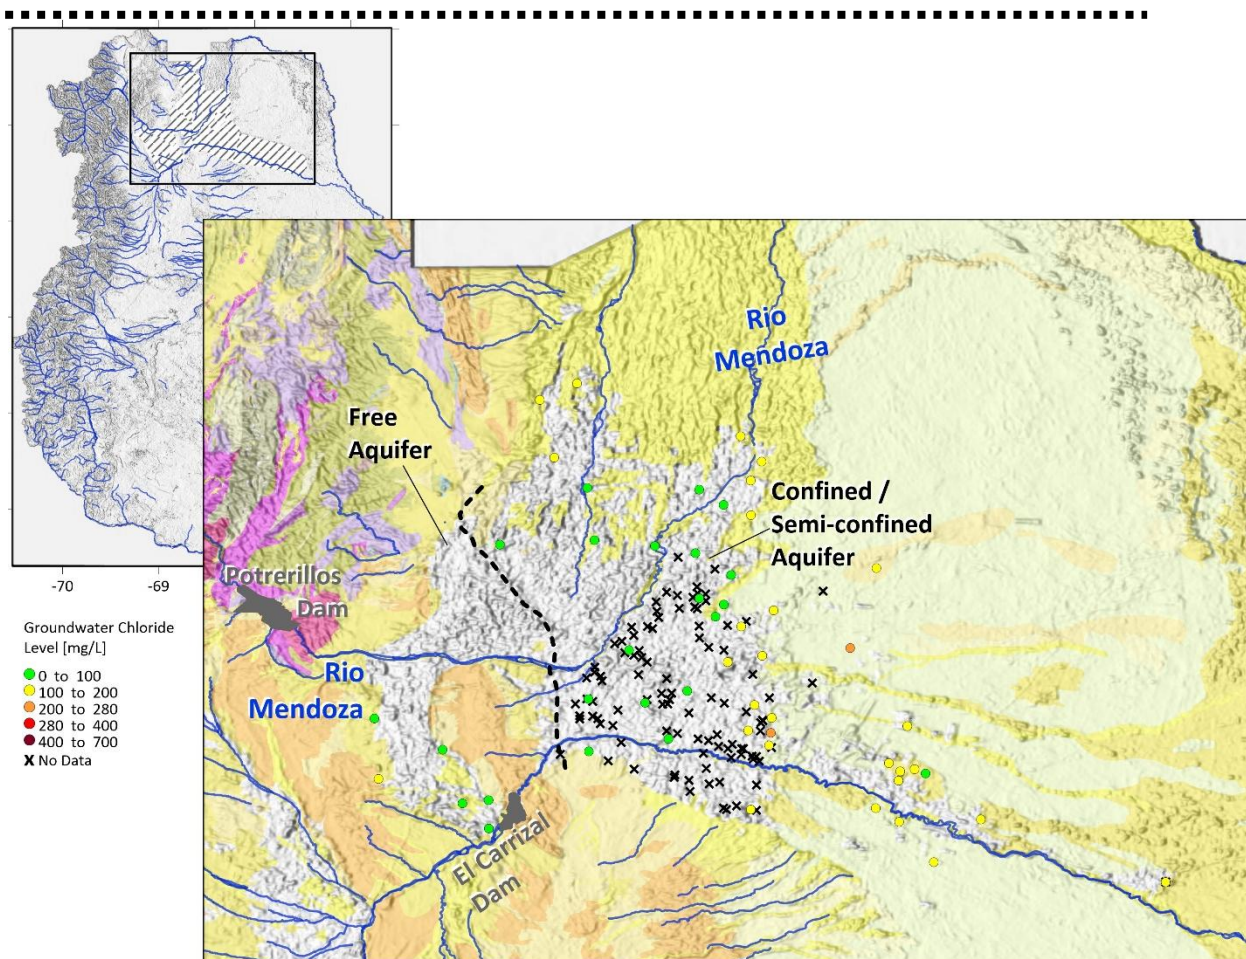 -70
-69
Rio
Mendoza
Free
Aquifer
Confined /
Semi-confined
Aquifer
Potrerillos
Dam
Rio
Mendoza
El Carrizal
Dam
Groundwater Chloride
Level [mg/L]
0 to 100
100 to 200
200 to 280
280 to 400
400 to 700
X No Data